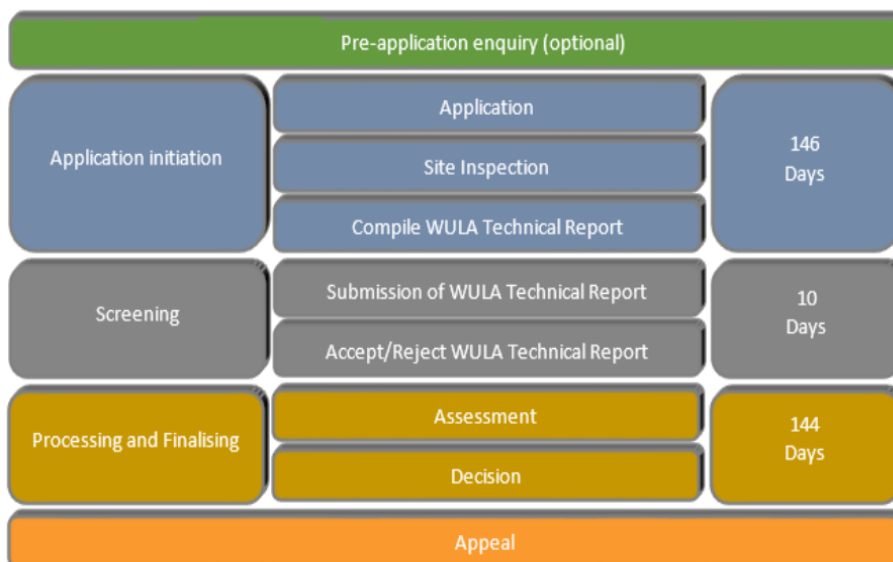 Pre-application enquiry (optional)
Application initiation
Application
Site Inspection
Compile WULA Technical Report
146
Days
Screening
Submission of WULA Technical Report
Accept/Reject WULA Technical Report
10
Days
Processing and Finalising
Assessment
Decision
144
Days
Appeal